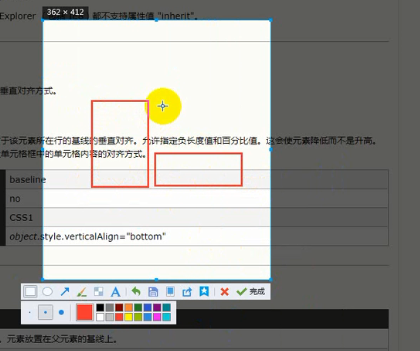 362 × 412
Explorer 都不支持属性值 "inherit"。
垂直对齐方式。
于该元素所在行的基线的垂直对齐。允许指定负长度值和百分比值。这会使元素降低而不是升高。
单元格框中的单元格内容的对齐方式。
baseline
no
CSS1
object.style.verticalAlign="bottom"
A
完成
元素放置在父元素的基线上。